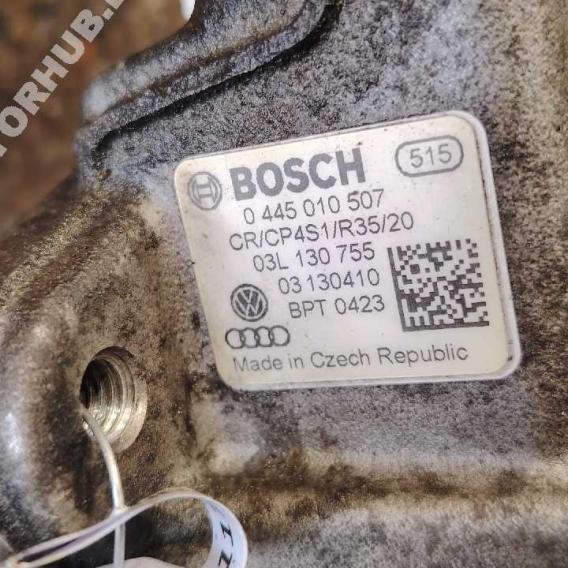 BOSCH 515
0 445 010 507
CR/CP4S1/R35/20
03L 130 755
03 130410
BPT 0423
Made in Czech Republic